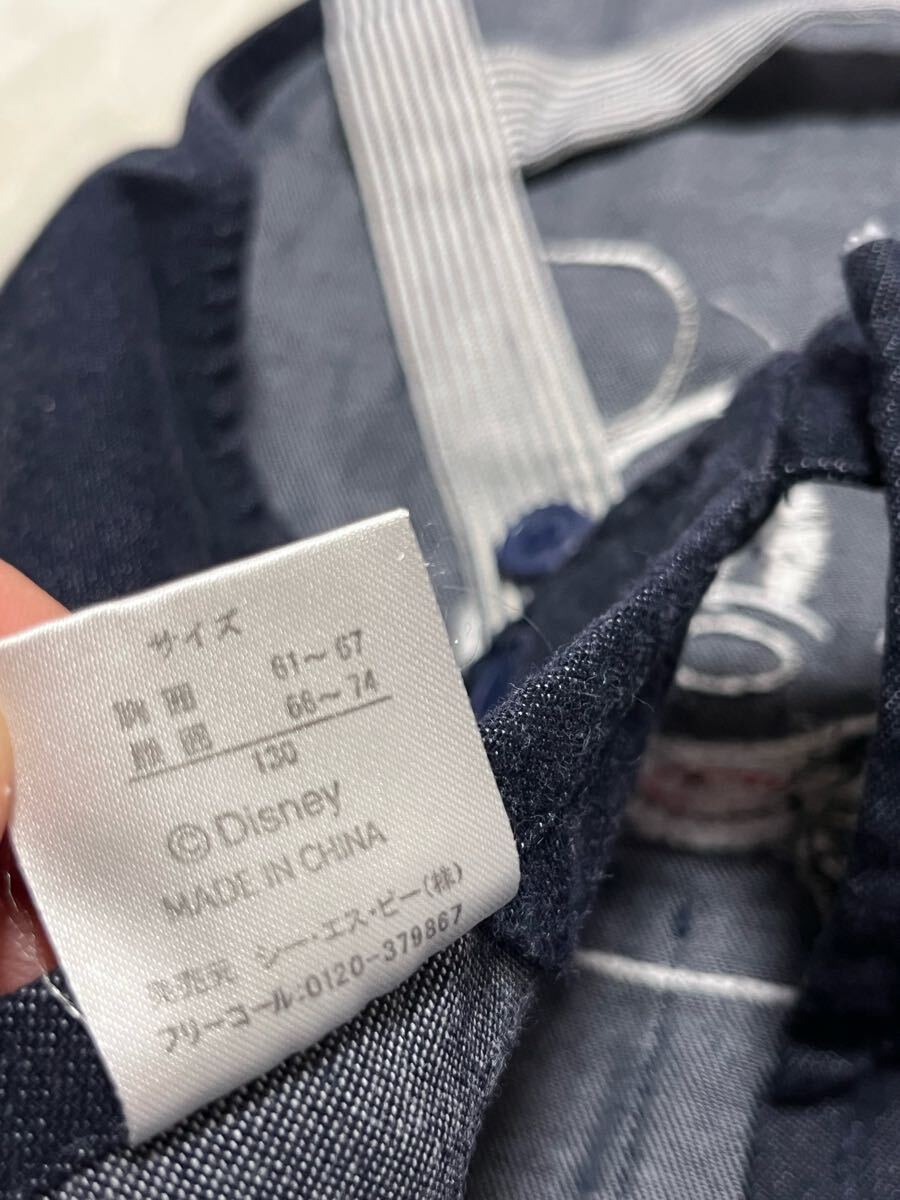 サイズ
胸囲 61～67
腰囲 66～74
130
© Disney
MADE IN CHINA
発売元 シー・エス・ピー(株)
フリーコール:0120-379867